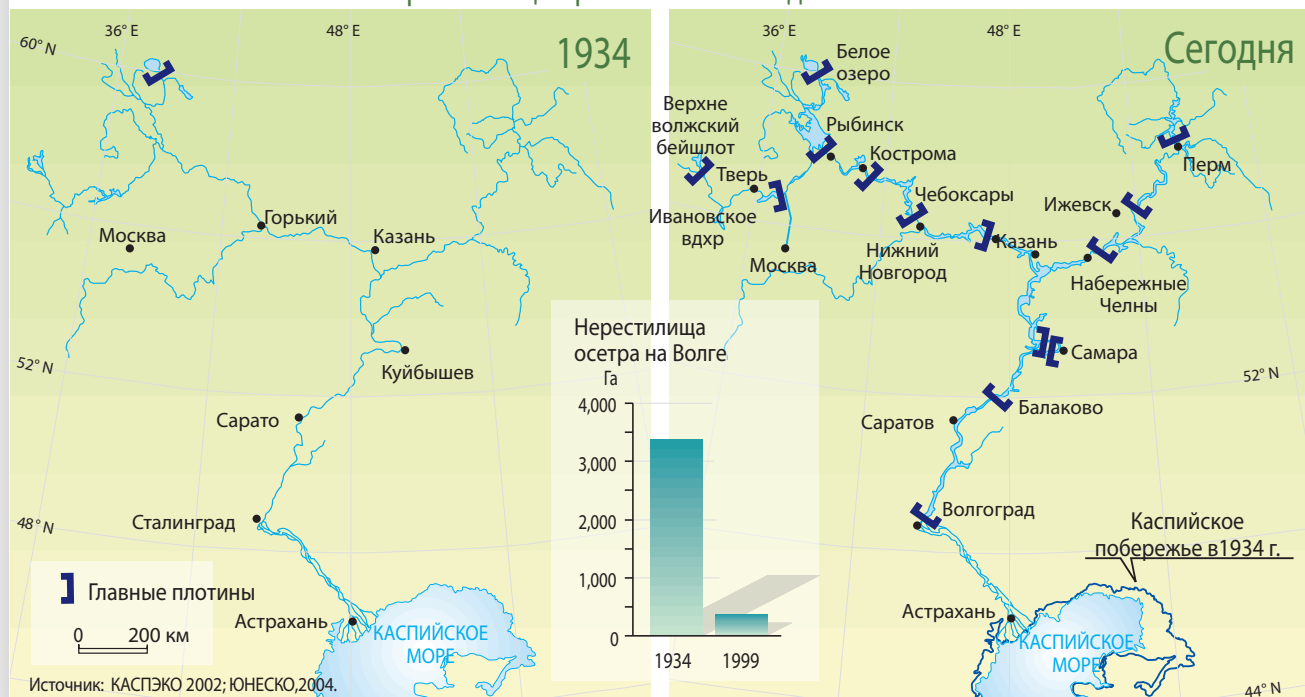 36° E
48° E
60° N
1934
Москва
Горький
Казань
52° N
Куйбышев
Сарато
48° N
Сталинград
Главные плотины
0 200 км
Астрахань
КАСПИЙСКОЕ
МОРЕ
Источник: КАСПЭКО 2002; ЮНЕСКО,2004.
Нерестилища
осетра на Волге
Га
4,000
3,000
2,000
1,000
0
1934 1999
36° E
48° E
Сегодня
Белое
озеро
Верхне
волжский
бейшлот
Рыбинск
Кострома
Тверь
Чебоксары
Перм
Ижевск
Ивановское
вдхр
Москва
Нижний
Новгород
Казань
Набережные
Челны
Самара
52° N
Балаково
Саратов
Волгоград
Каспийское
побережье в1934 г.
Астрахань
КАСПИЙСКОЕ
МОРЕ
44° N